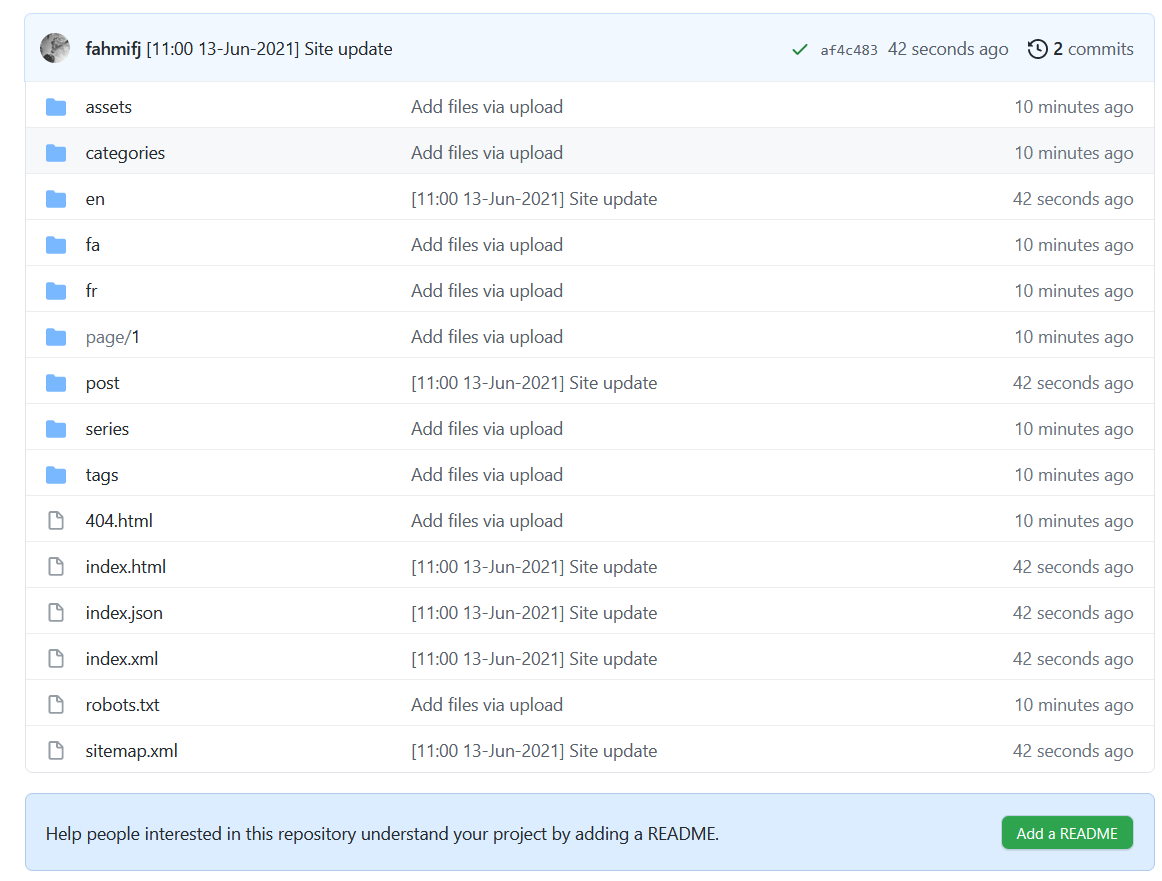 fahmifj [11:00 13-Jun-2021] Site update af4c483 42 seconds ago 2 commits
assets Add files via upload 10 minutes ago
categories Add files via upload 10 minutes ago
en [11:00 13-Jun-2021] Site update 42 seconds ago
fa Add files via upload 10 minutes ago
fr Add files via upload 10 minutes ago
page/1 Add files via upload 10 minutes ago
post [11:00 13-Jun-2021] Site update 42 seconds ago
series Add files via upload 10 minutes ago
tags Add files via upload 10 minutes ago
404.html Add files via upload 10 minutes ago
index.html [11:00 13-Jun-2021] Site update 42 seconds ago
index.json [11:00 13-Jun-2021] Site update 42 seconds ago
index.xml [11:00 13-Jun-2021] Site update 42 seconds ago
robots.txt Add files via upload 10 minutes ago
sitemap.xml [11:00 13-Jun-2021] Site update 42 seconds ago
Help people interested in this repository understand your project by adding a README. Add a README